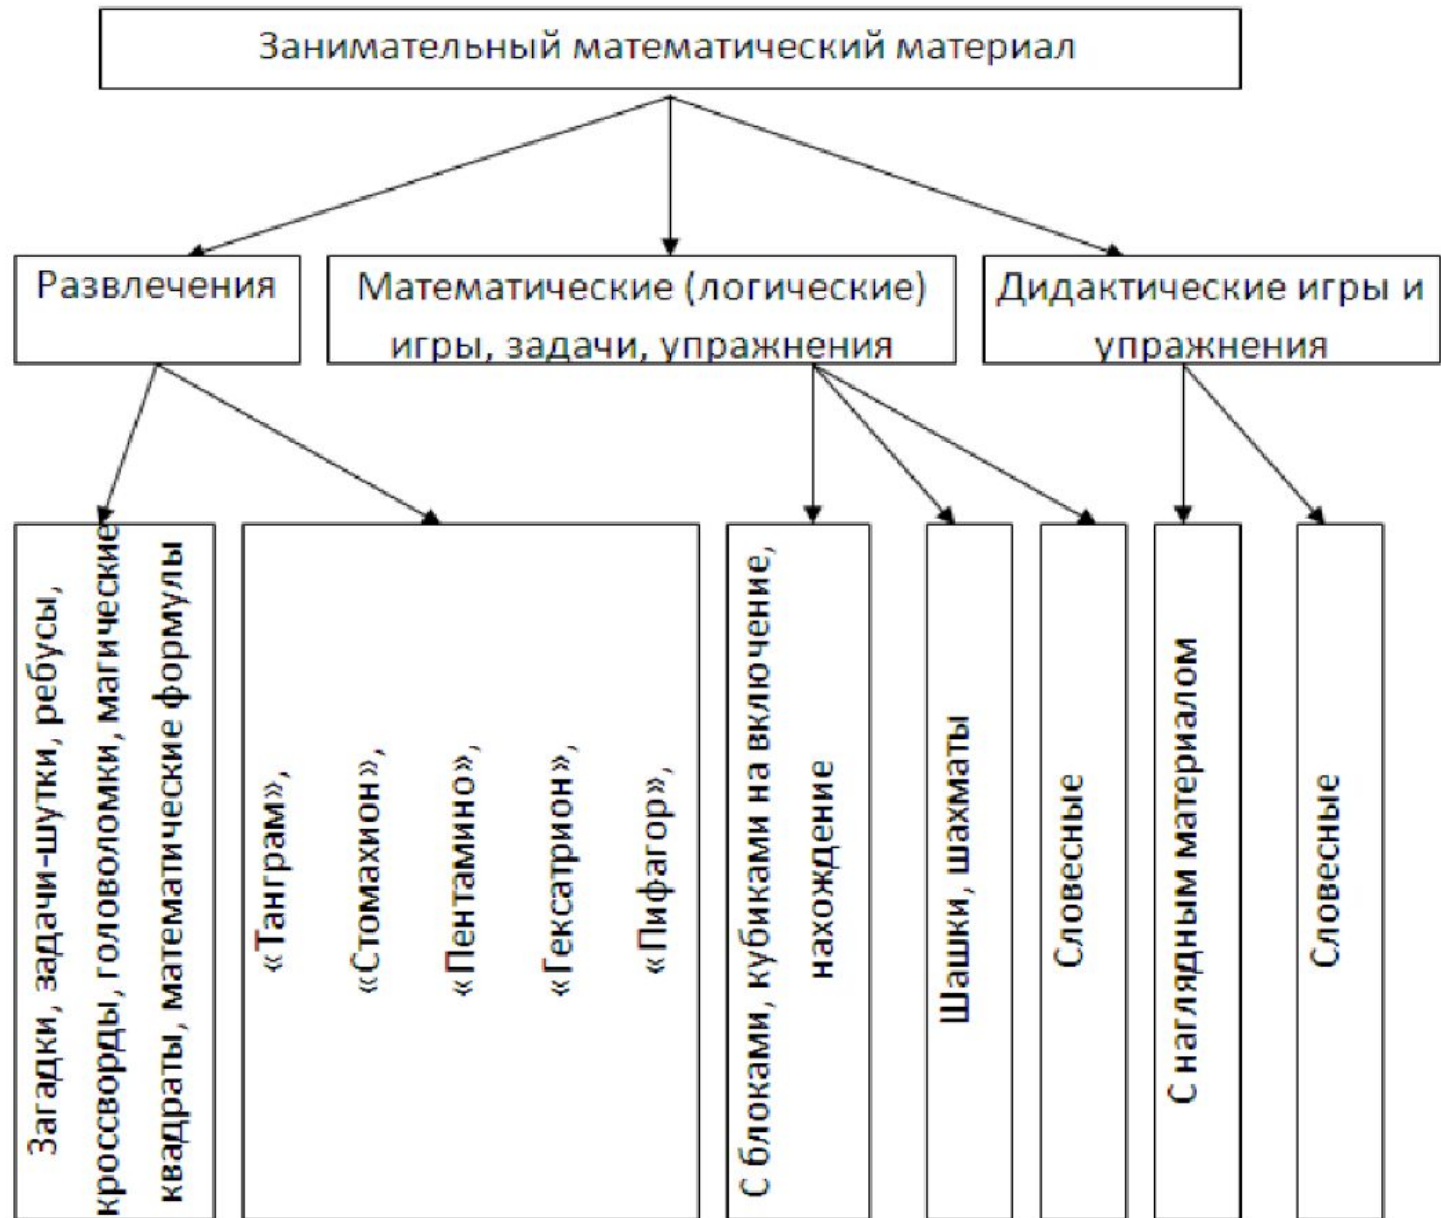 Занимательный математический материал
Развлечения
Математические (логические)
игры, задачи, упражнения
Дидактические игры и
упражнения
Загадки, задачи-шутки, ребусы,
кроссворды, головоломки, магические
квадраты, математические формулы
«Танграм»,
«Стомахион»,
«Пентамино»,
«Гексатрион»,
«Пифагор»,
С блоками, кубиками на включение,
нахождение
Шашки, шахматы
Словесные
С наглядным материалом
Словесные